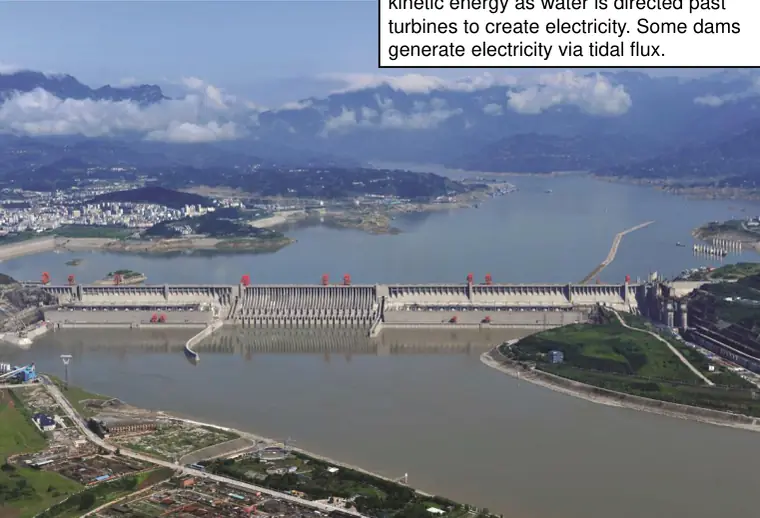 kinetic energy as water is directed past
turbines to create electricity. Some dams
generate electricity via tidal flux.